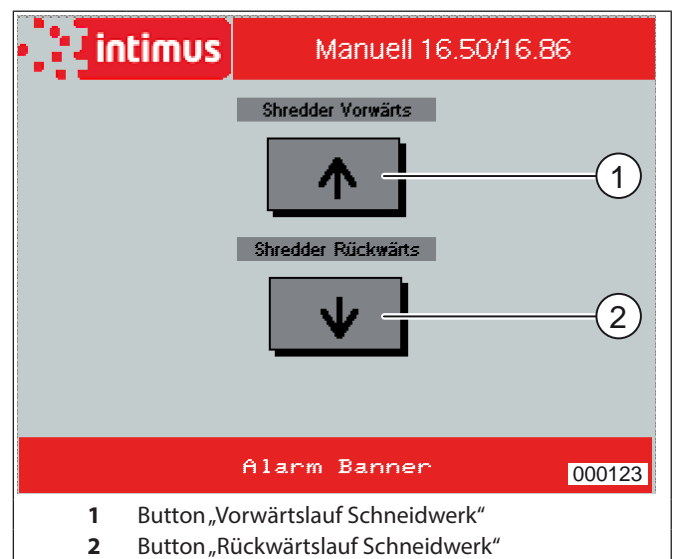 intimus Manuell 16.50/16.86
Shredder Vorwärts
1
Shredder Rückwärts
2
Alarm Banner
000123
1 Button „Vorwärtslauf Schneidwerk“
2 Button „Rückwärtslauf Schneidwerk“